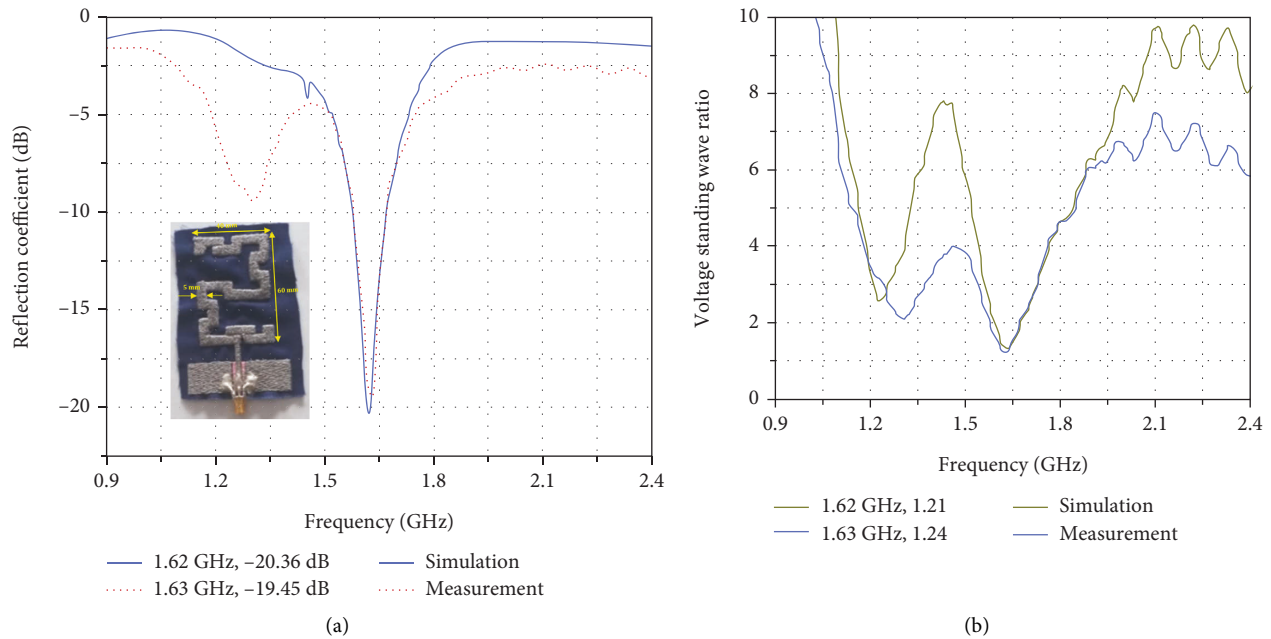 0
−5
−10
−15
−20
Reflection coefficient (dB)
5 mm
60 mm
0.9
1.2
1.5
1.8
2.1
2.4
Frequency (GHz)
1.62 GHz, −20.36 dB
Simulation
1.63 GHz, −19.45 dB
Measurement
(a)
10
8
6
4
2
0
Voltage standing wave ratio
0.9
1.2
1.5
1.8
2.1
2.4
Frequency (GHz)
1.62 GHz, 1.21
Simulation
1.63 GHz, 1.24
Measurement
(b)